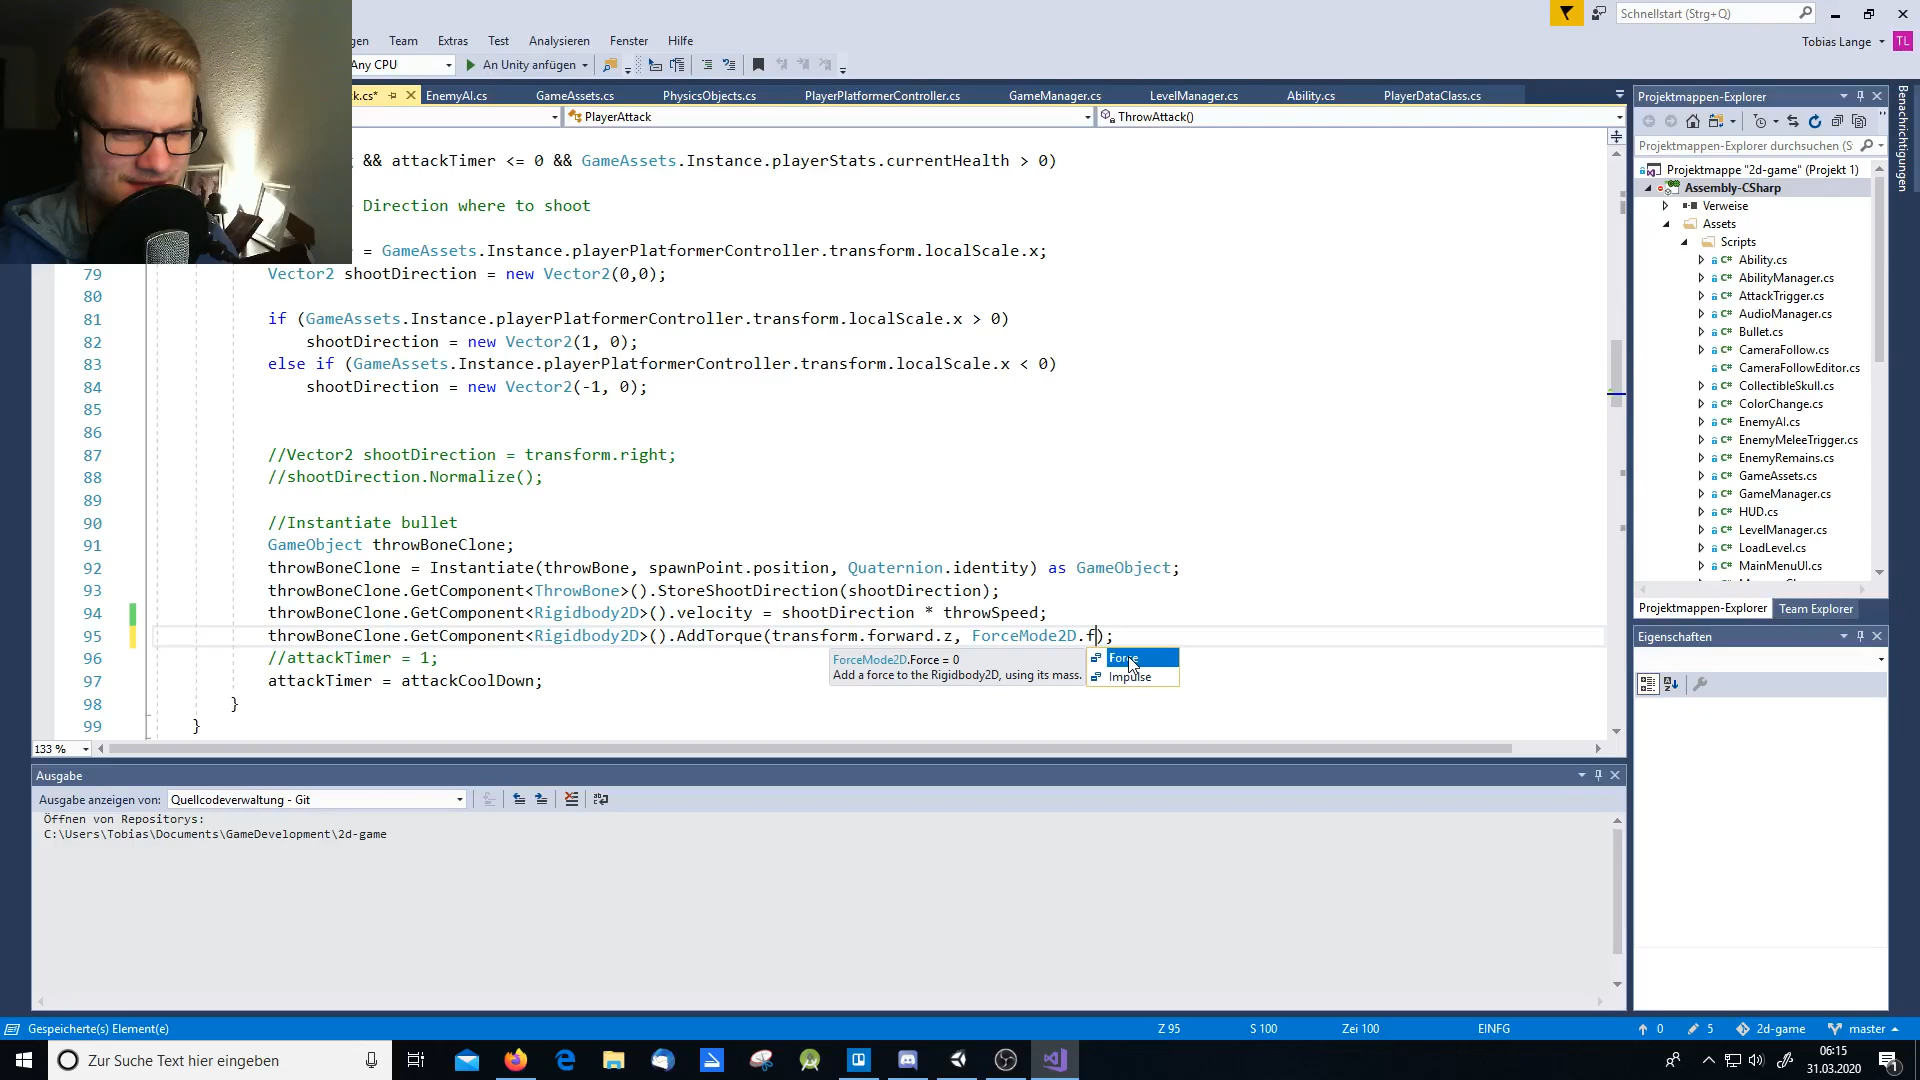 Schnellstart (Strg+Q)
gen Team Extras Test Analysieren Fenster Hilfe
Tobias Lange TL
Any CPU An Unity anfügen
k.cs* EnemyAI.cs GameAssets.cs PhysicsObjects.cs PlayerPlatformerController.cs GameManager.cs LevelManager.cs Ability.cs PlayerDataClass.cs
PlayerAttack ThrowAttack()
&& attackTimer <= 0 && GameAssets.Instance.playerStats.currentHealth > 0)
Direction where to shoot
= GameAssets.Instance.playerPlatformerController.transform.localScale.x;
79 Vector2 shootDirection = new Vector2(0,0);
80
81 if (GameAssets.Instance.playerPlatformerController.transform.localScale.x > 0)
82 shootDirection = new Vector2(1, 0);
83 else if (GameAssets.Instance.playerPlatformerController.transform.localScale.x < 0)
84 shootDirection = new Vector2(-1, 0);
85
86
87 //Vector2 shootDirection = transform.right;
88 //shootDirection.Normalize();
89
90 //Instantiate bullet
91 GameObject throwBoneClone;
92 throwBoneClone = Instantiate(throwBone, spawnPoint.position, Quaternion.identity) as GameObject;
93 throwBoneClone.GetComponent<ThrowBone>().StoreShootDirection(shootDirection);
94 throwBoneClone.GetComponent<Rigidbody2D>().velocity = shootDirection * throwSpeed;
95 throwBoneClone.GetComponent<Rigidbody2D>().AddTorque(transform.forward.z, ForceMode2D.f);
96 //attackTimer = 1;
97 attackTimer = attackCoolDown;
98 }
99 }
ForceMode2D.Force = 0
Add a force to the Rigidbody2D, using its mass.
Force
Impulse
133 %
Ausgabe
Ausgabe anzeigen von: Quellcodeverwaltung - Git
Öffnen von Repositorys:
C:\Users\Tobias\Documents\GameDevelopment\2d-game
Projektmappen-Explorer
Projektmappen-Explorer durchsuchen (S
Projektmappe "2d-game" (Projekt 1)
Assembly-CSharp
Verweise
Assets
Scripts
C# Ability.cs
C# AbilityManager.cs
C# AttackTrigger.cs
C# AudioManager.cs
C# Bullet.cs
C# CameraFollow.cs
C# CameraFollowEditor.cs
C# CollectibleSkull.cs
C# ColorChange.cs
C# EnemyAI.cs
C# EnemyMeleeTrigger.cs
C# EnemyRemains.cs
C# GameAssets.cs
C# GameManager.cs
C# HUD.cs
C# LevelManager.cs
C# LoadLevel.cs
C# MainMenuUI.cs
Projektmappen-Explorer Team Explorer
Eigenschaften
Benachrichtigungen
Gespeicherte(s) Element(e) Z 95 S 100 Zei 100 EINFG 0 5 2d-game master
Zur Suche Text hier eingeben
06:15
31.03.2020
1